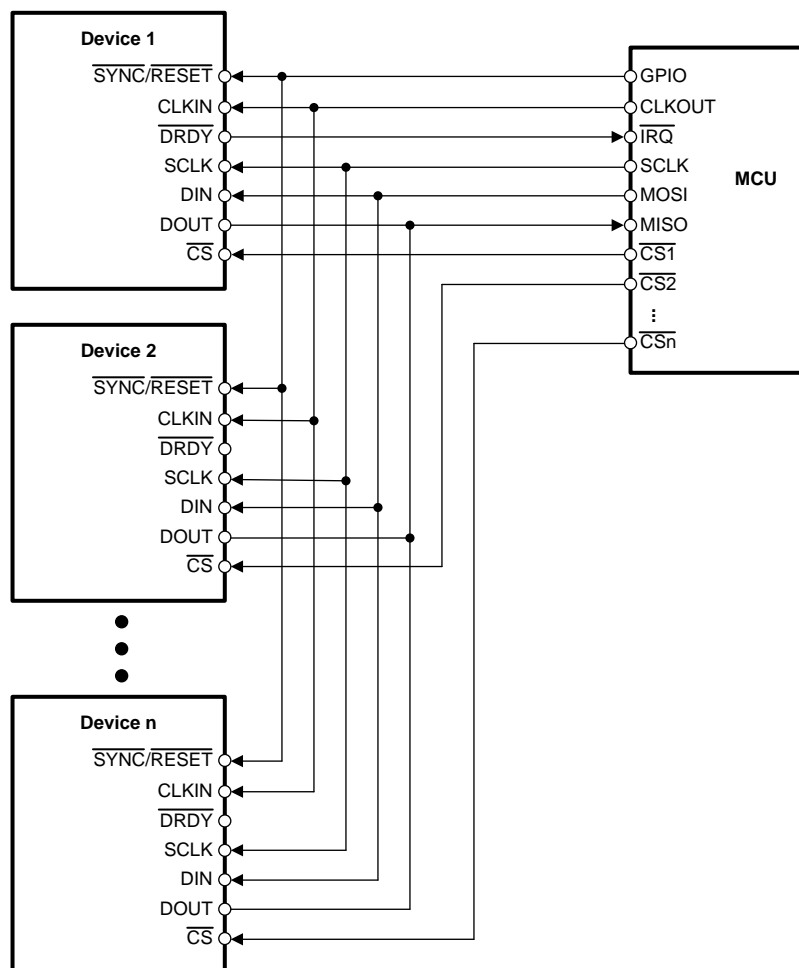 Device 1
SYNC/RESET
CLKIN
DRDY
SCLK
DIN
DOUT
CS
GPIO
CLKOUT
IRQ
SCLK
MOSI
MISO
CS1
CS2
...
CSn
MCU
Device 2
SYNC/RESET
CLKIN
DRDY
SCLK
DIN
DOUT
CS
Device n
SYNC/RESET
CLKIN
DRDY
SCLK
DIN
DOUT
CS